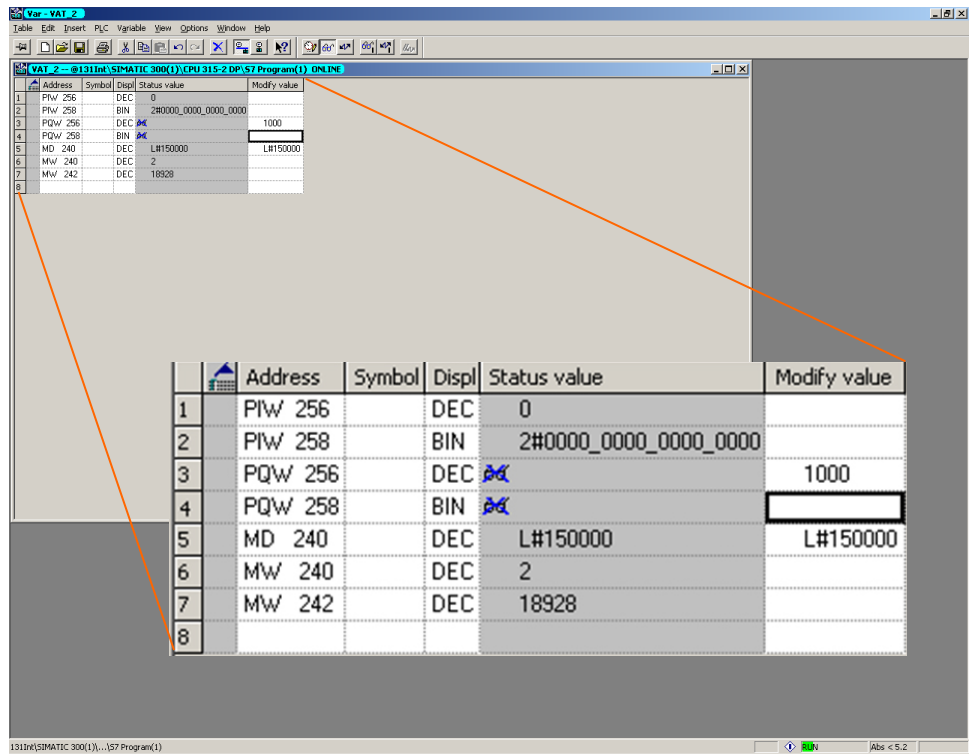 Var - VAT_2
Table Edit Insert PLC Variable View Options Window Help
VAT_2 -- @131Int\SIMATIC 300(1)\CPU 315-2 DP\S7 Program(1) ONLINE
Address Symbol Displ Status value Modify value
1 PIW 256 DEC 0
2 PIW 258 BIN 2#0000_0000_0000_0000
3 PQW 256 DEC 1000
4 PQW 258 BIN
5 MD 240 DEC L#150000 L#150000
6 MW 240 DEC 2
7 MW 242 DEC 18928
8
Address Symbol Displ Status value Modify value
1 PIW 256 DEC 0
2 PIW 258 BIN 2#0000_0000_0000_0000
3 PQW 256 DEC 1000
4 PQW 258 BIN
5 MD 240 DEC L#150000 L#150000
6 MW 240 DEC 2
7 MW 242 DEC 18928
8
131Int\SIMATIC 300(1)\...\S7 Program(1) RUN Abs < 5.2